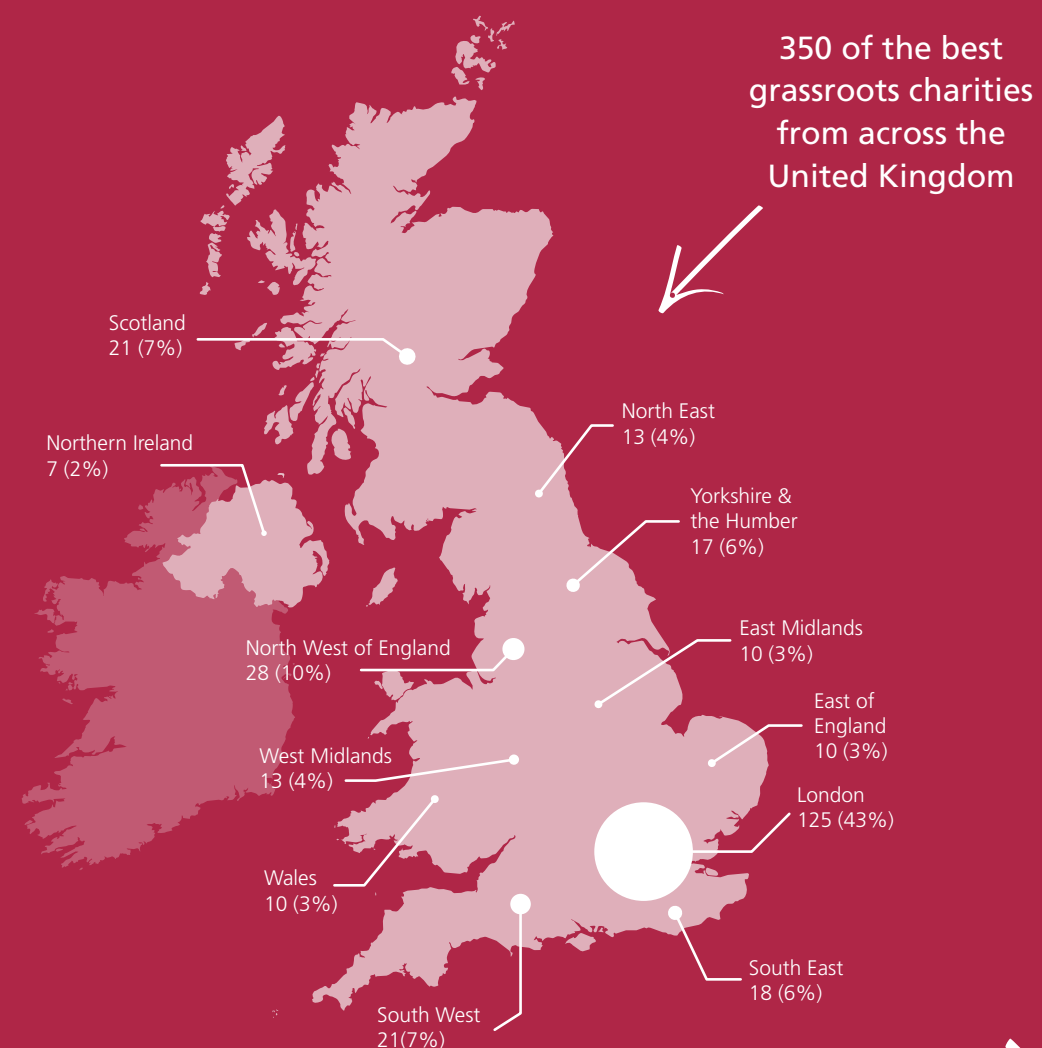 350 of the best
grassroots charities
from across the
United Kingdom
Scotland
21 (7%)
North East
13 (4%)
Northern Ireland
7 (2%)
Yorkshire &
the Humber
17 (6%)
East Midlands
10 (3%)
North West of England
28 (10%)
East of
England
10 (3%)
West Midlands
13 (4%)
London
125 (43%)
Wales
10 (3%)
South East
18 (6%)
South West
21(7%)